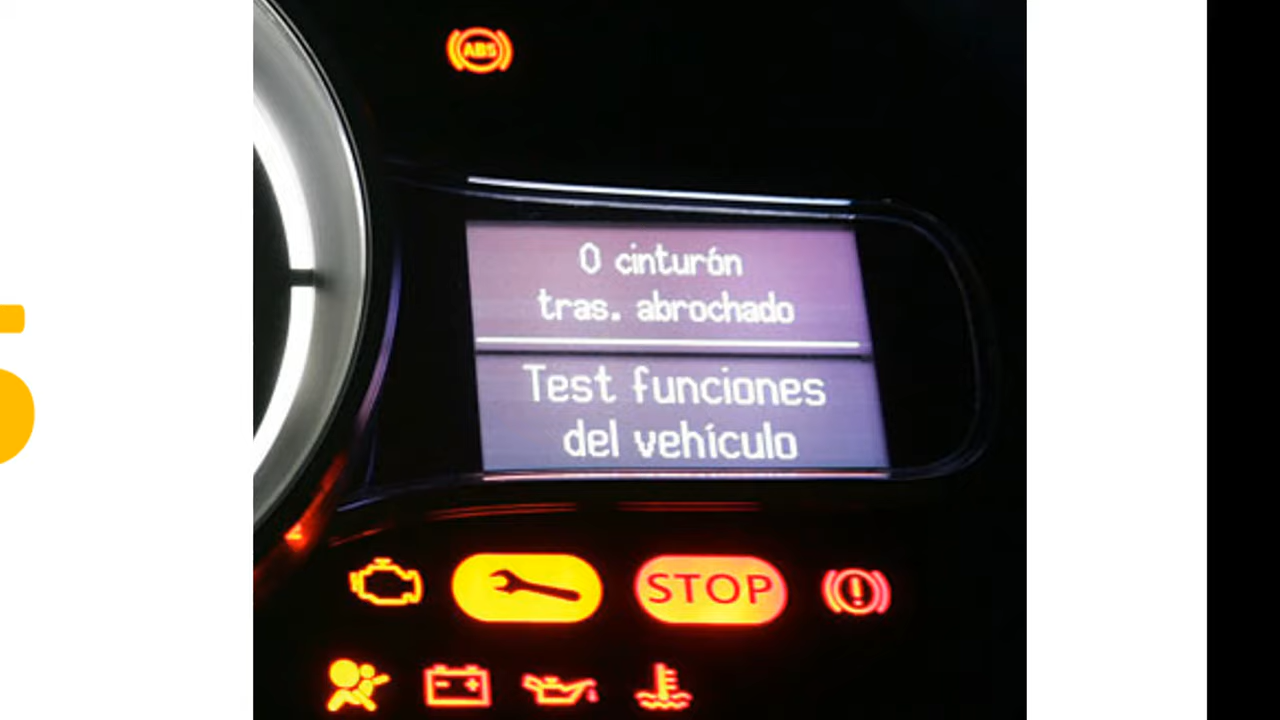 ABS
0 cinturón
tras. abrochado
Test funciones
del vehículo
STOP